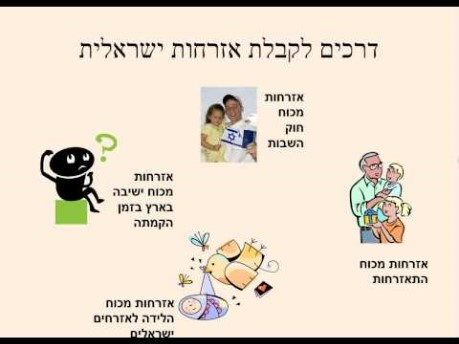 דרכים לקבלת אזרחות ישראלית
אזרחות
מכוח
חוק
השבות
אזרחות
מכוח ישיבה
בארץ בזמן
הקמתה
אזרחות מכוח
התאזרחות
אזרחות מכוח
הלידה לאזרחים
ישראלים